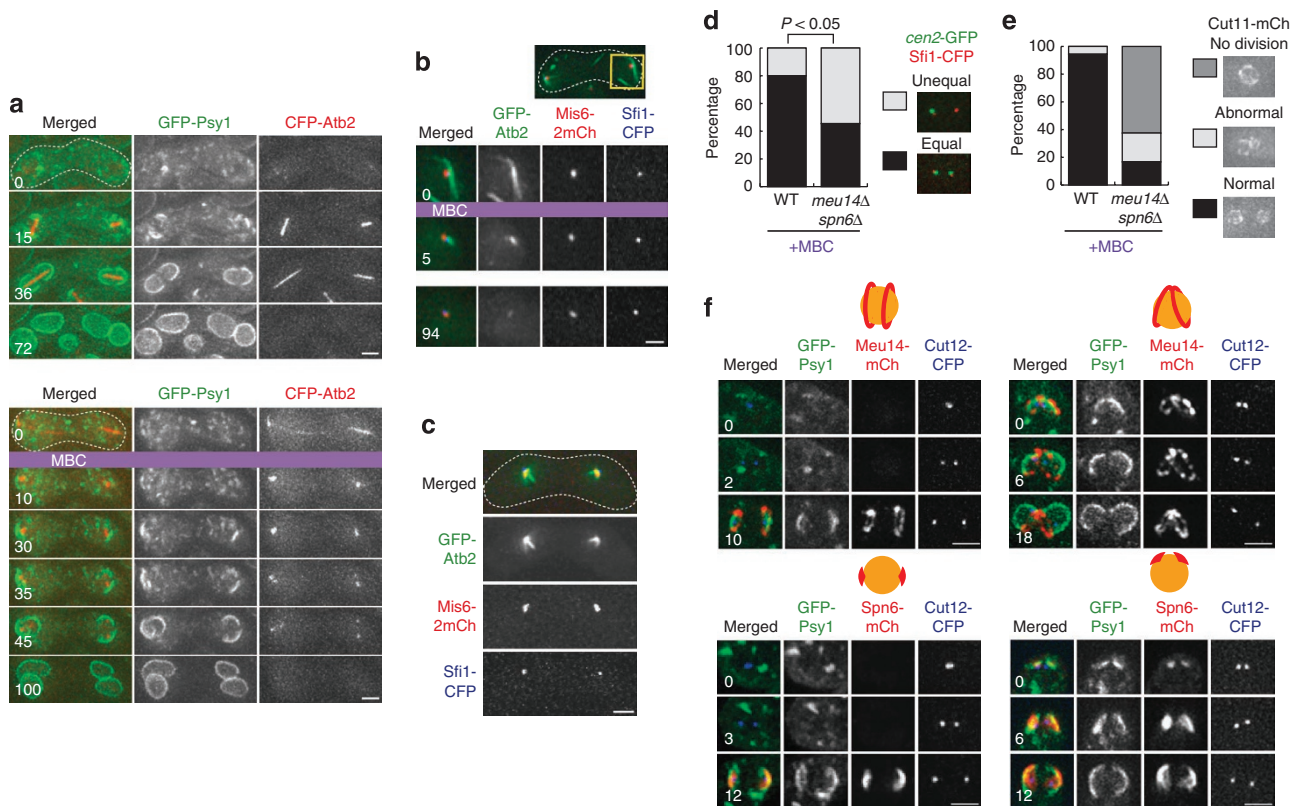 a
Merged GFP-Psy1 CFP-Atb2
0
15
36
72
Merged GFP-Psy1 CFP-Atb2
0
MBC
10
30
35
45
100
b
Merged GFP-Atb2 Mis6-2mCh Sfi1-CFP
0
MBC
5
94
c
Merged
GFP-Atb2
Mis6-2mCh
Sfi1-CFP
d
P < 0.05
Percentage
100
80
60
40
20
0
WT meu14Δ spn6Δ
+MBC
cen2-GFP
Sfi1-CFP
Unequal
Equal
e
Percentage
100
80
60
40
20
0
WT meu14Δ spn6Δ
+MBC
Cut11-mCh
No division
Abnormal
Normal
f
Merged GFP-Psy1 Meu14-mCh Cut12-CFP
0
2
10
Merged GFP-Psy1 Meu14-mCh Cut12-CFP
0
6
18
Merged GFP-Psy1 Spn6-mCh Cut12-CFP
0
3
12
Merged GFP-Psy1 Spn6-mCh Cut12-CFP
0
6
12